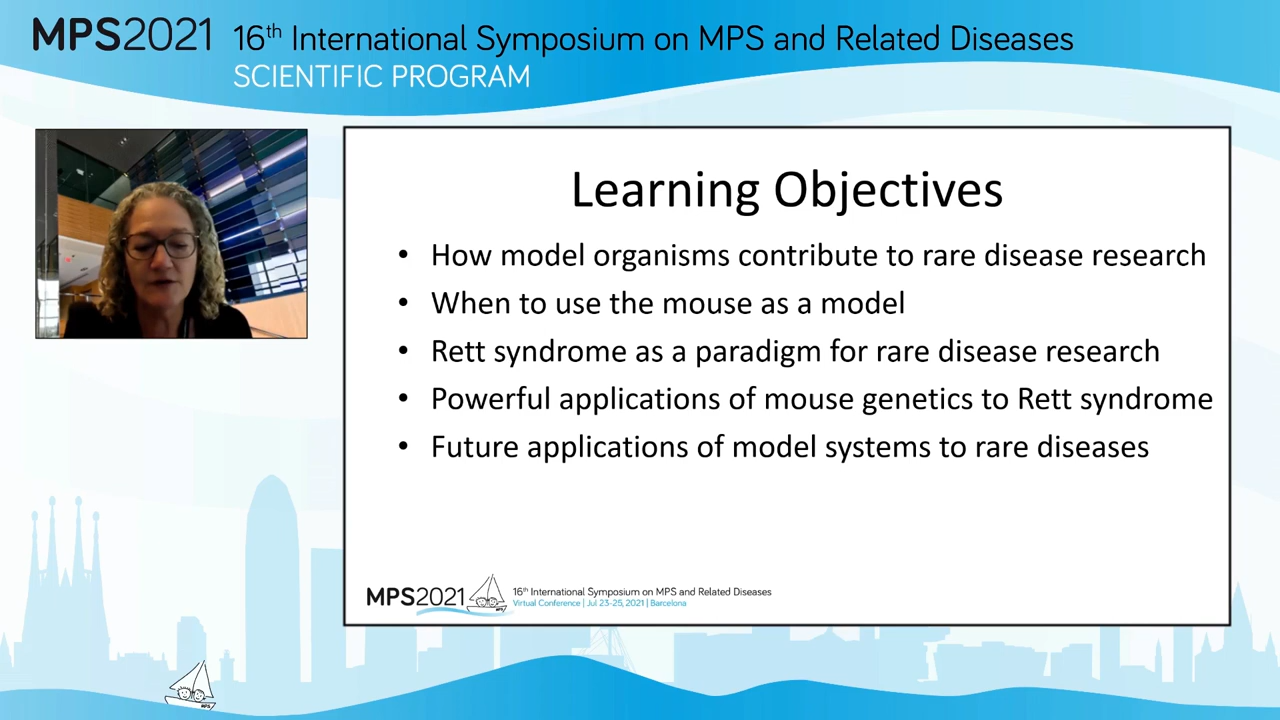 MPS2021 16th International Symposium on MPS and Related Diseases
SCIENTIFIC PROGRAM
Learning Objectives
• How model organisms contribute to rare disease research
• When to use the mouse as a model
• Rett syndrome as a paradigm for rare disease research
• Powerful applications of mouse genetics to Rett syndrome
• Future applications of model systems to rare diseases
MPS2021
MPS
16th International Symposium on MPS and Related Diseases
Virtual Conference | Jul 23-25, 2021 | Barcelona
MPS